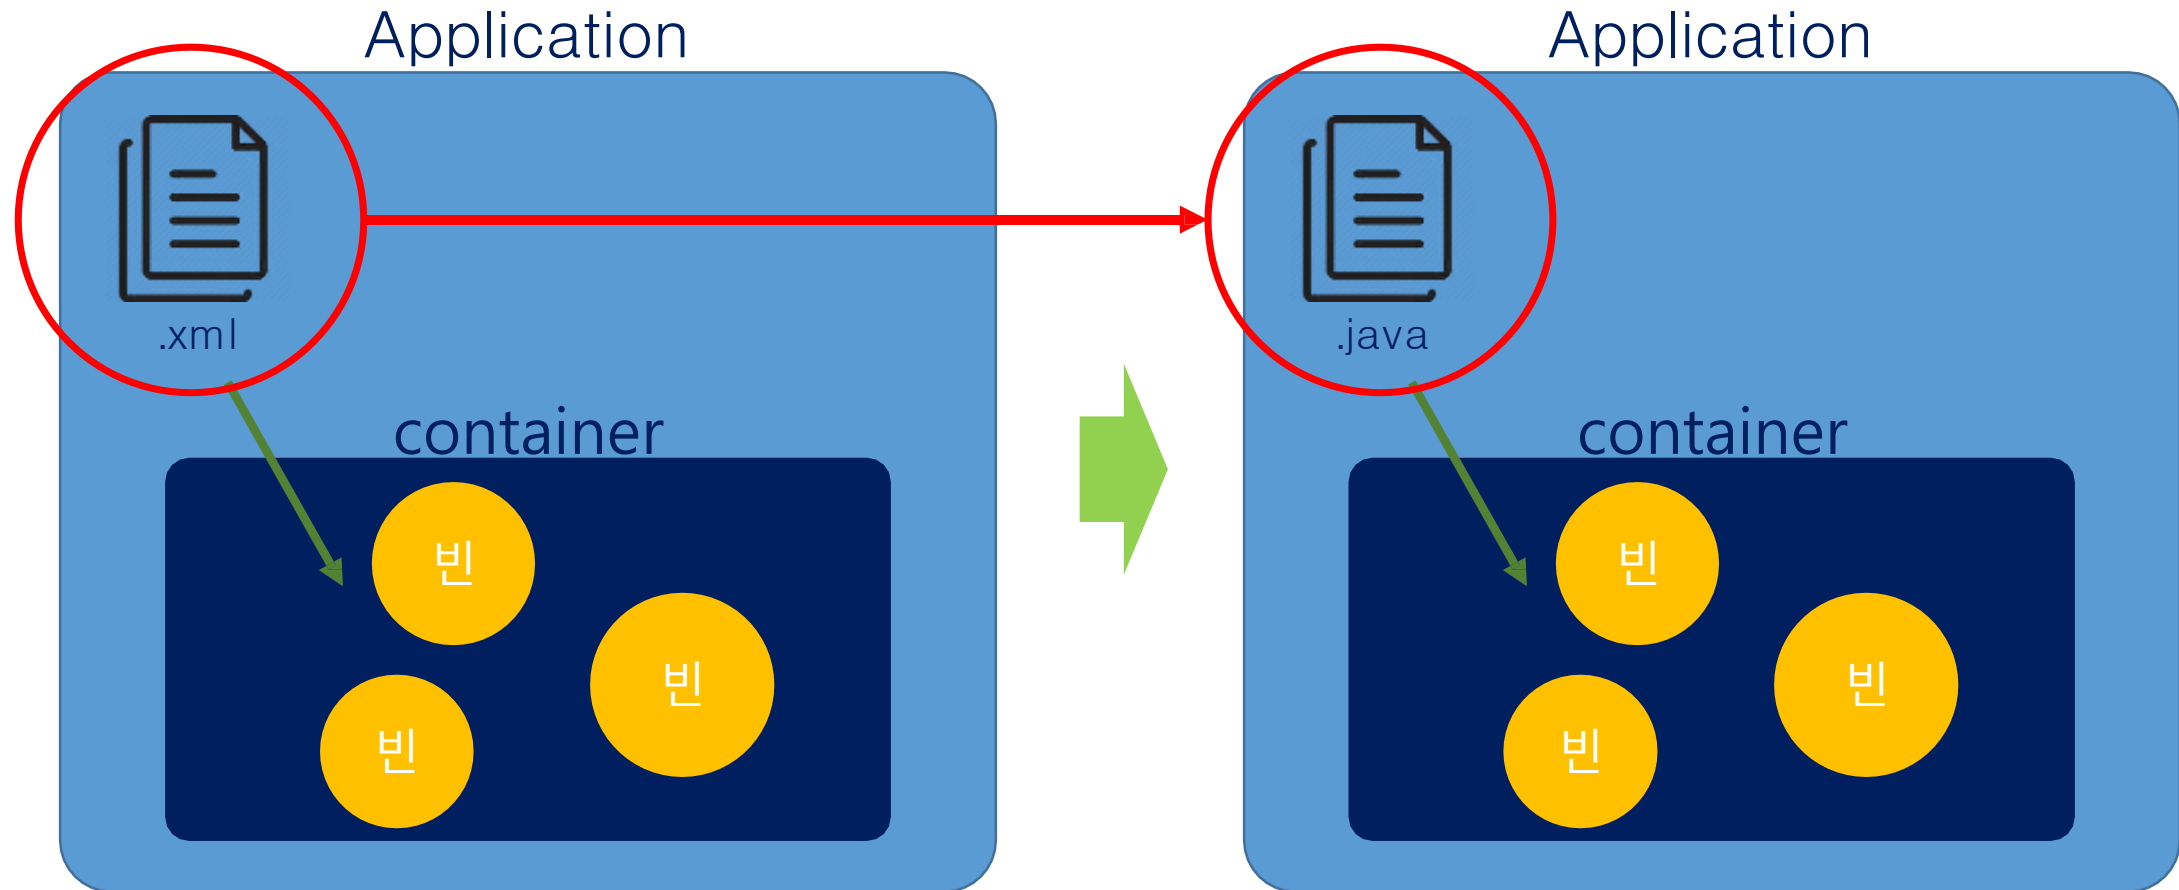 Application
.xml
container
빈
빈
빈
Application
.java
container
빈
빈
빈